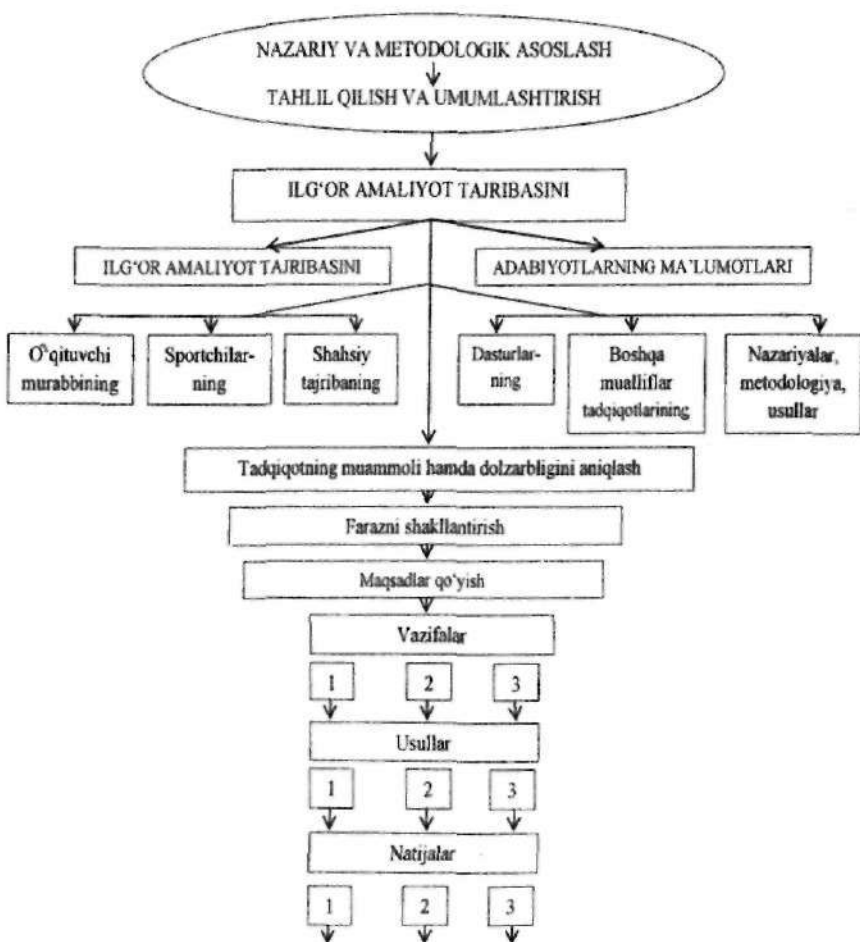 NAZARIY VA METODOLOGIK ASOSLASH
TAHLIL QILISH VA UMUMLASHTIRISH
ILG‘OR AMALIYOT TAJRIBASINI
ILG‘OR AMALIYOT TAJRIBASINI
ADABIYOTLARNING MA’LUMOTLARI
O‘qituvchi
murabbining
Sportchilar-
ning
Shahsiy
tajribaning
Dasturlar-
ning
Boshqa
mualliflar
tadqiqotlarining
Nazariyalar,
metodologiya,
usullar
Tadqiqotning muammoli hamda dolzarbligini aniqlash
Farazni shakllantirish
Maqsadlar qo‘yish
Vazifalar
1 2 3
Usullar
1 2 3
Natijalar
1 2 3